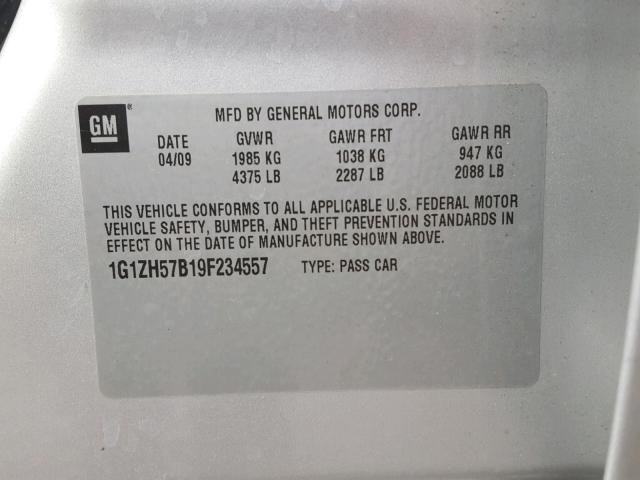 GM ®
MFD BY GENERAL MOTORS CORP.
DATE GVWR GAWR FRT GAWR RR
04/09 1985 KG 1038 KG 947 KG
4375 LB 2287 LB 2088 LB
THIS VEHICLE CONFORMS TO ALL APPLICABLE U.S. FEDERAL MOTOR
VEHICLE SAFETY, BUMPER, AND THEFT PREVENTION STANDARDS IN
EFFECT ON THE DATE OF MANUFACTURE SHOWN ABOVE.
1G1ZH57B19F234557 TYPE: PASS CAR